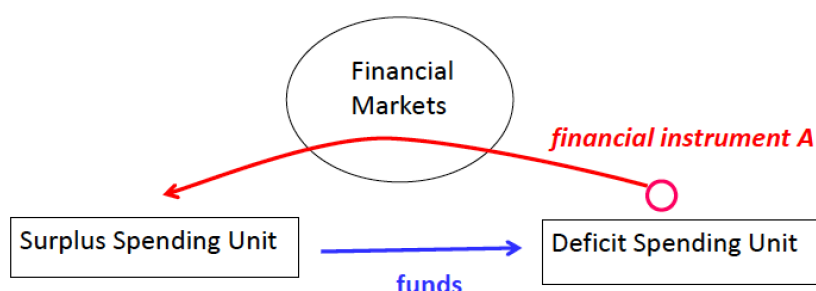 Financial
Markets
financial instrument A
Surplus Spending Unit
Deficit Spending Unit
funds